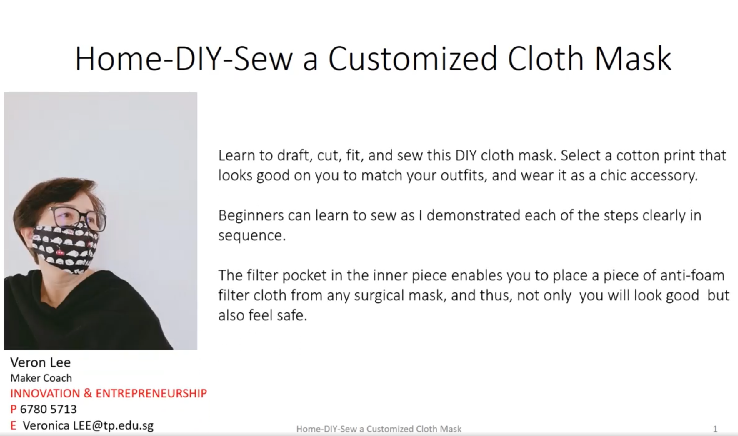 Home-DIY-Sew a Customized Cloth Mask
Learn to draft, cut, fit, and sew this DIY cloth mask. Select a cotton print that
looks good on you to match your outfits, and wear it as a chic accessory.
Beginners can learn to sew as I demonstrated each of the steps clearly in
sequence.
The filter pocket in the inner piece enables you to place a piece of anti-foam
filter cloth from any surgical mask, and thus, not only you will look good but
also feel safe.
Veron Lee
Maker Coach
INNOVATION & ENTREPRENEURSHIP
P 6780 5713
E Veronica LEE@tp.edu.sg
Home-DIY-Sew a Customized Cloth Mask
1